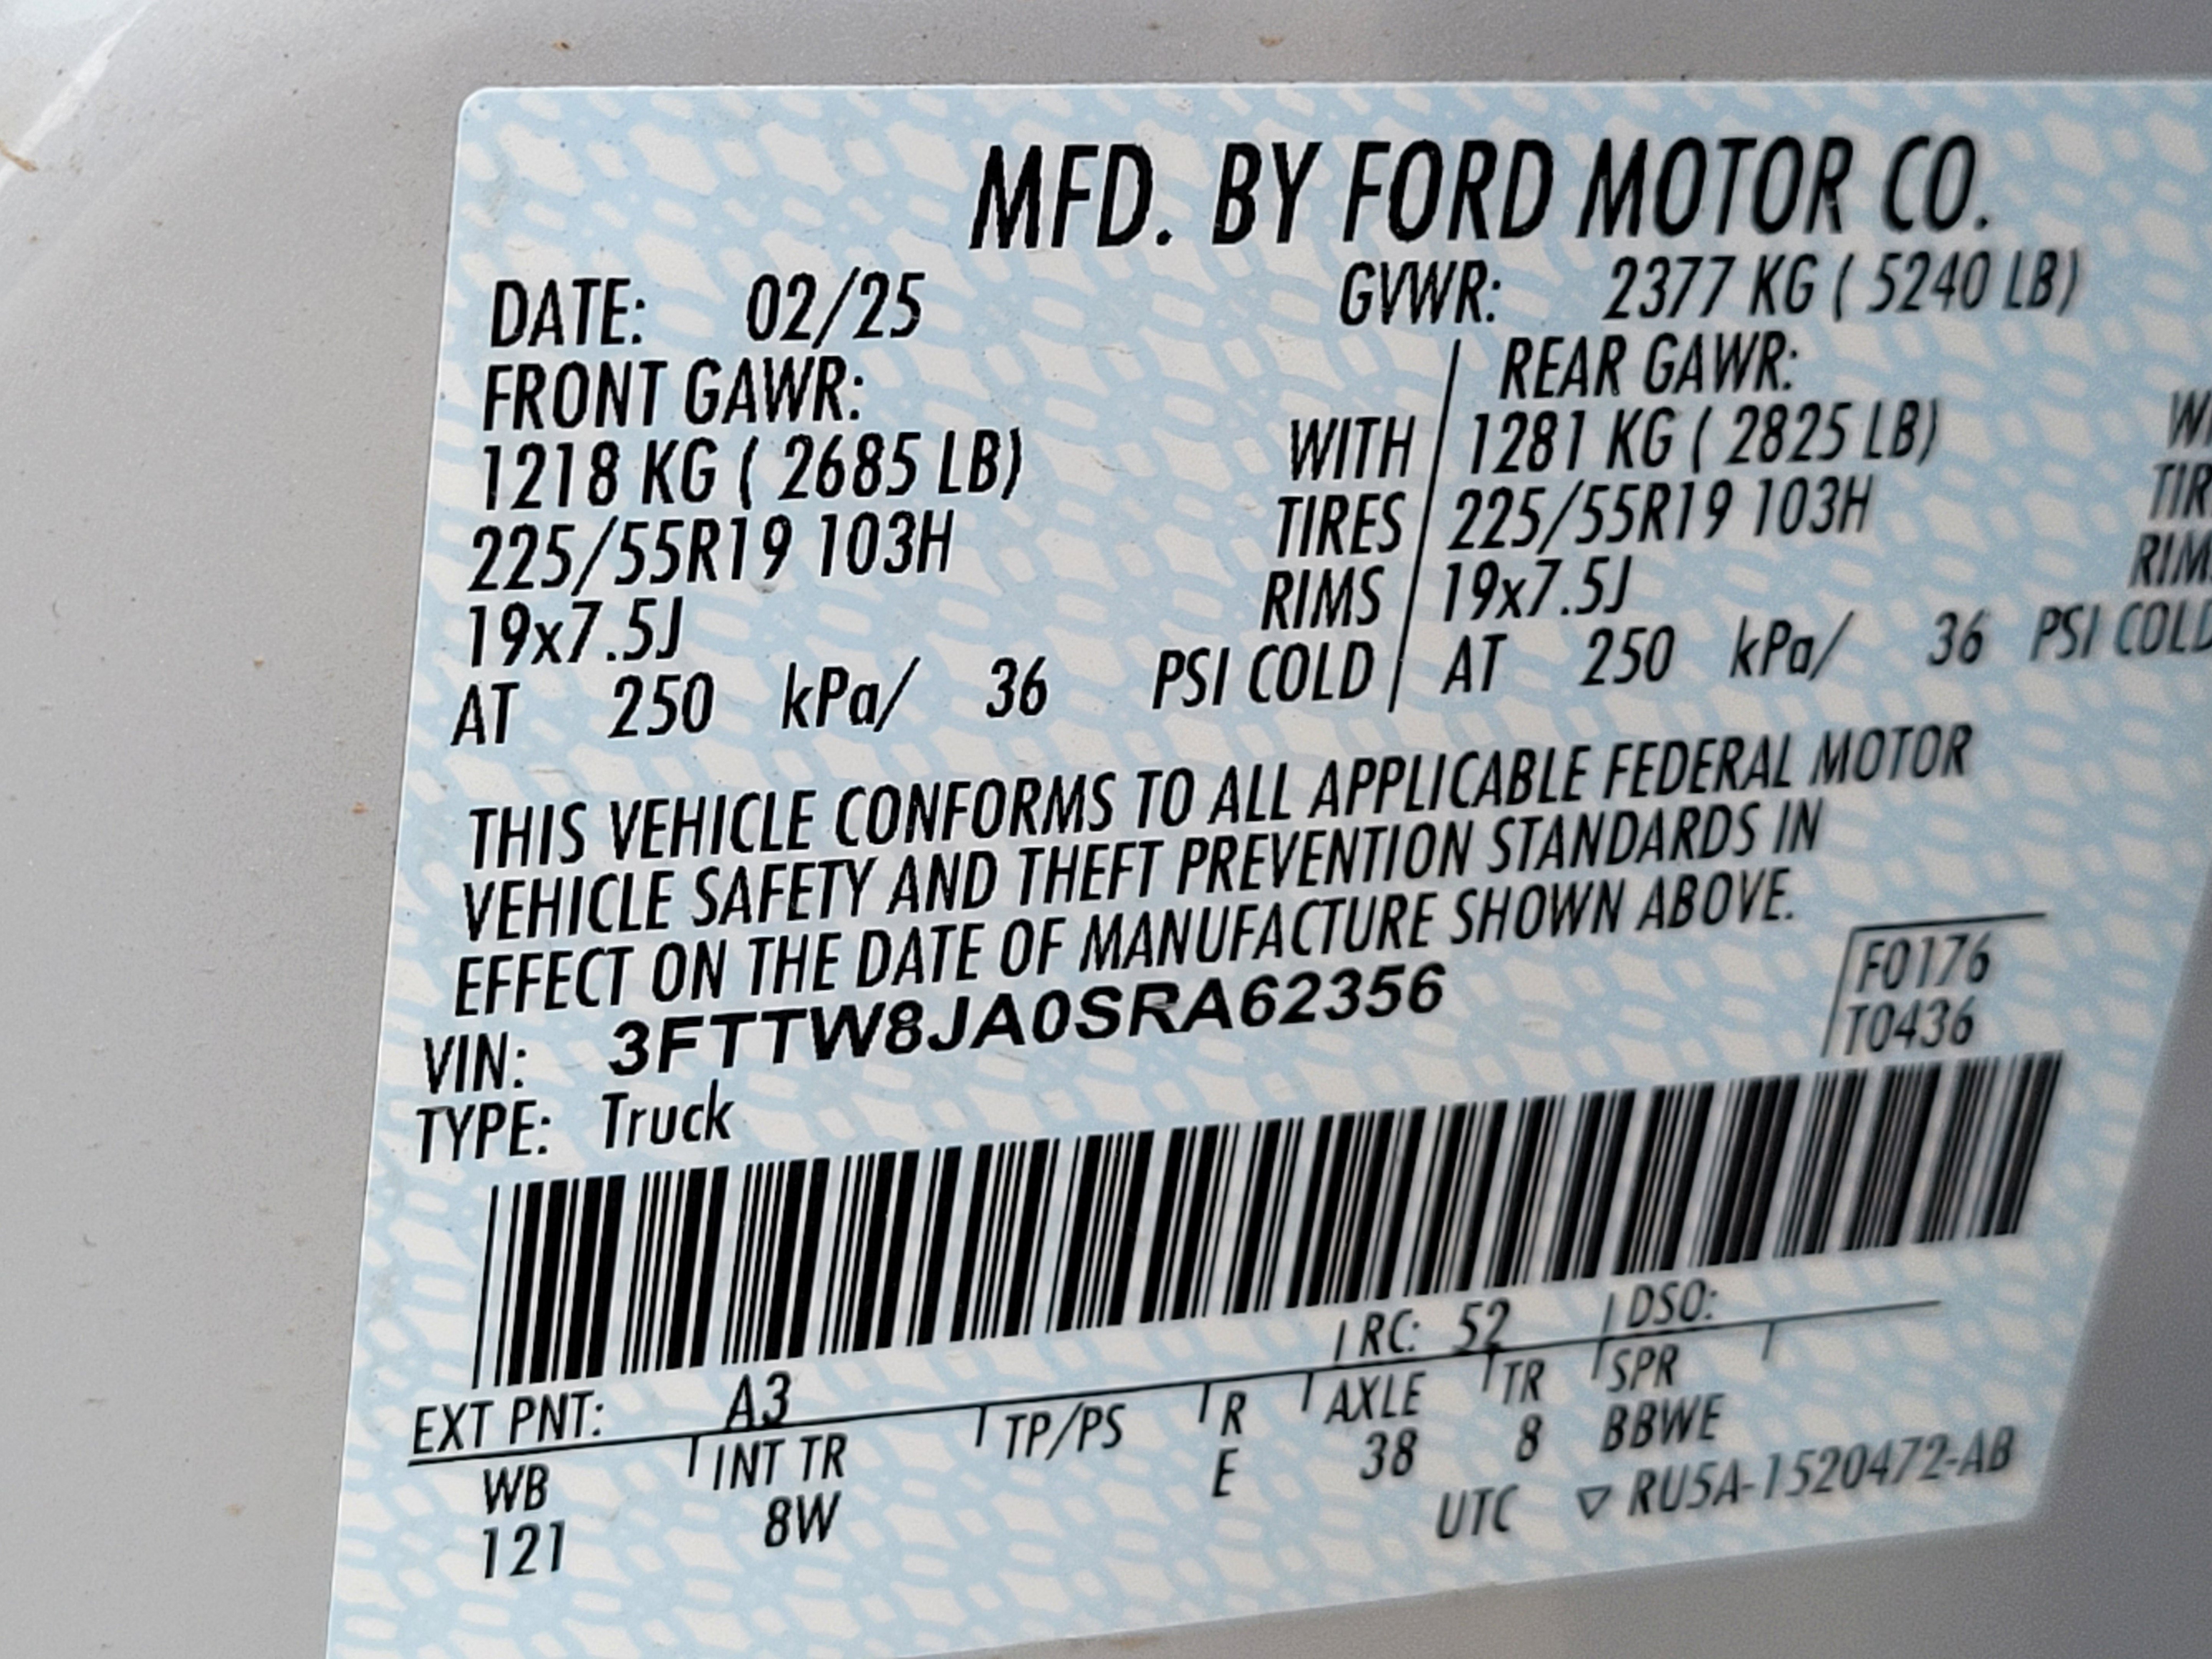 MFD. BY FORD MOTOR CO.
DATE: 02/25 GVWR: 2377 KG ( 5240 LB)
FRONT GAWR: REAR GAWR:
1218 KG ( 2685 LB) WITH 1281 KG ( 2825 LB)
225/55R19 103H TIRES 225/55R19 103H
19x7.5J RIMS 19x7.5J
AT 250 kPa/ 36 PSI COLD AT 250 kPa/ 36 PSI COLD
THIS VEHICLE CONFORMS TO ALL APPLICABLE FEDERAL MOTOR
VEHICLE SAFETY AND THEFT PREVENTION STANDARDS IN
EFFECT ON THE DATE OF MANUFACTURE SHOWN ABOVE.
VIN: 3FTTW8JA0SRA62356 F0176
TYPE: Truck T0436
EXT PNT: A3 RC: 52 DSO:
WB INT TR TP/PS R AXLE TR SPR
121 8W E 38 8 BBWE
UTC ▽ RU5A-1520472-AB